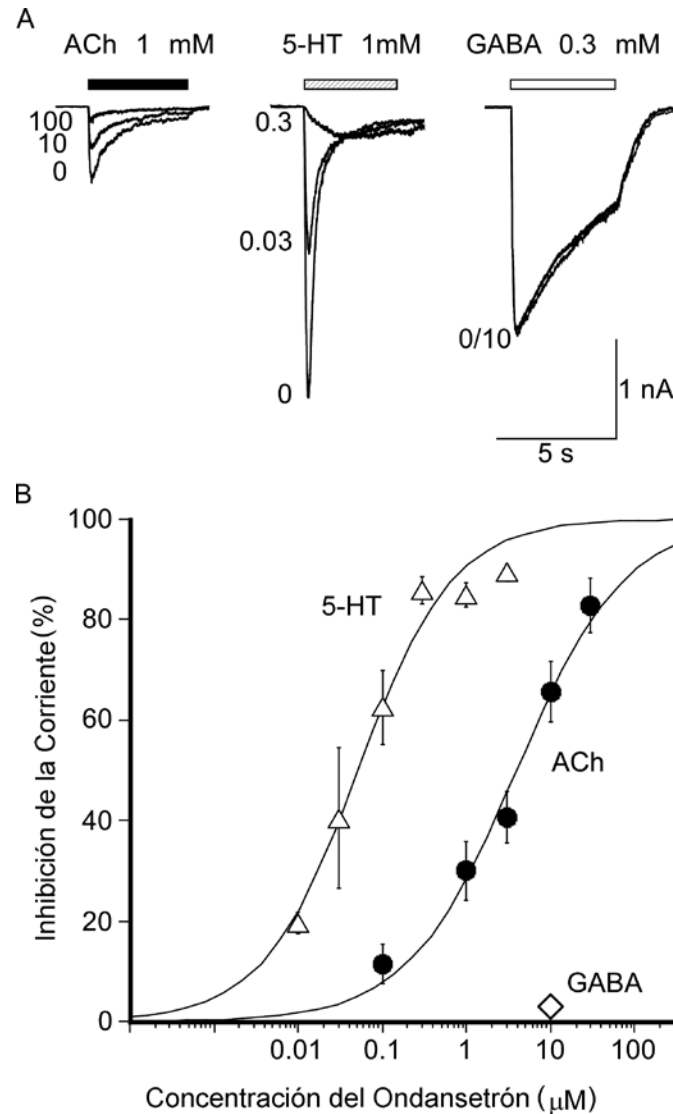 A
ACh 1 mM
5-HT 1mM
GABA 0.3 mM
100
10
0
0.3
0.03
0
0/10
1 nA
5 s
B
Inhibición de la Corriente(%)
100
80
60
40
20
0
5-HT
ACh
GABA
0.01 0.1 1 10 100
Concentración del Ondansetrón (μM)